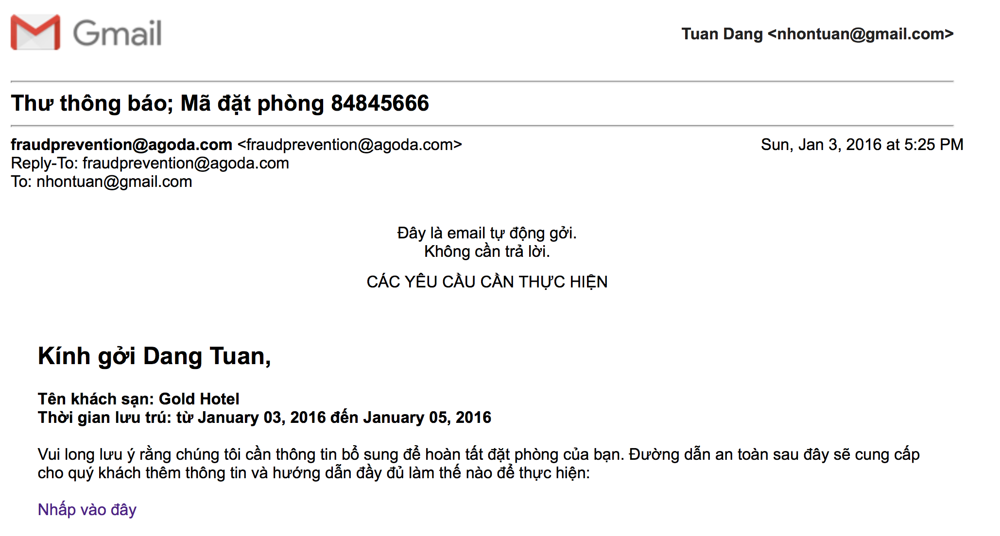 Gmail
Tuan Dang <nhontuan@gmail.com>
Thư thông báo; Mã đặt phòng 84845666
fraudprevention@agoda.com <fraudprevention@agoda.com>
Sun, Jan 3, 2016 at 5:25 PM
Reply-To: fraudprevention@agoda.com
To: nhontuan@gmail.com
Đây là email tự động gởi.
Không cần trả lời.
CÁC YÊU CẦU CẦN THỰC HIỆN
Kính gởi Dang Tuan,
Tên khách sạn: Gold Hotel
Thời gian lưu trú: từ January 03, 2016 đến January 05, 2016
Vui long lưu ý rằng chúng tôi cần thông tin bổ sung để hoàn tất đặt phòng của bạn. Đường dẫn an toàn sau đây sẽ cung cấp
cho quý khách thêm thông tin và hướng dẫn đầy đủ làm thế nào để thực hiện:
Nhấp vào đây